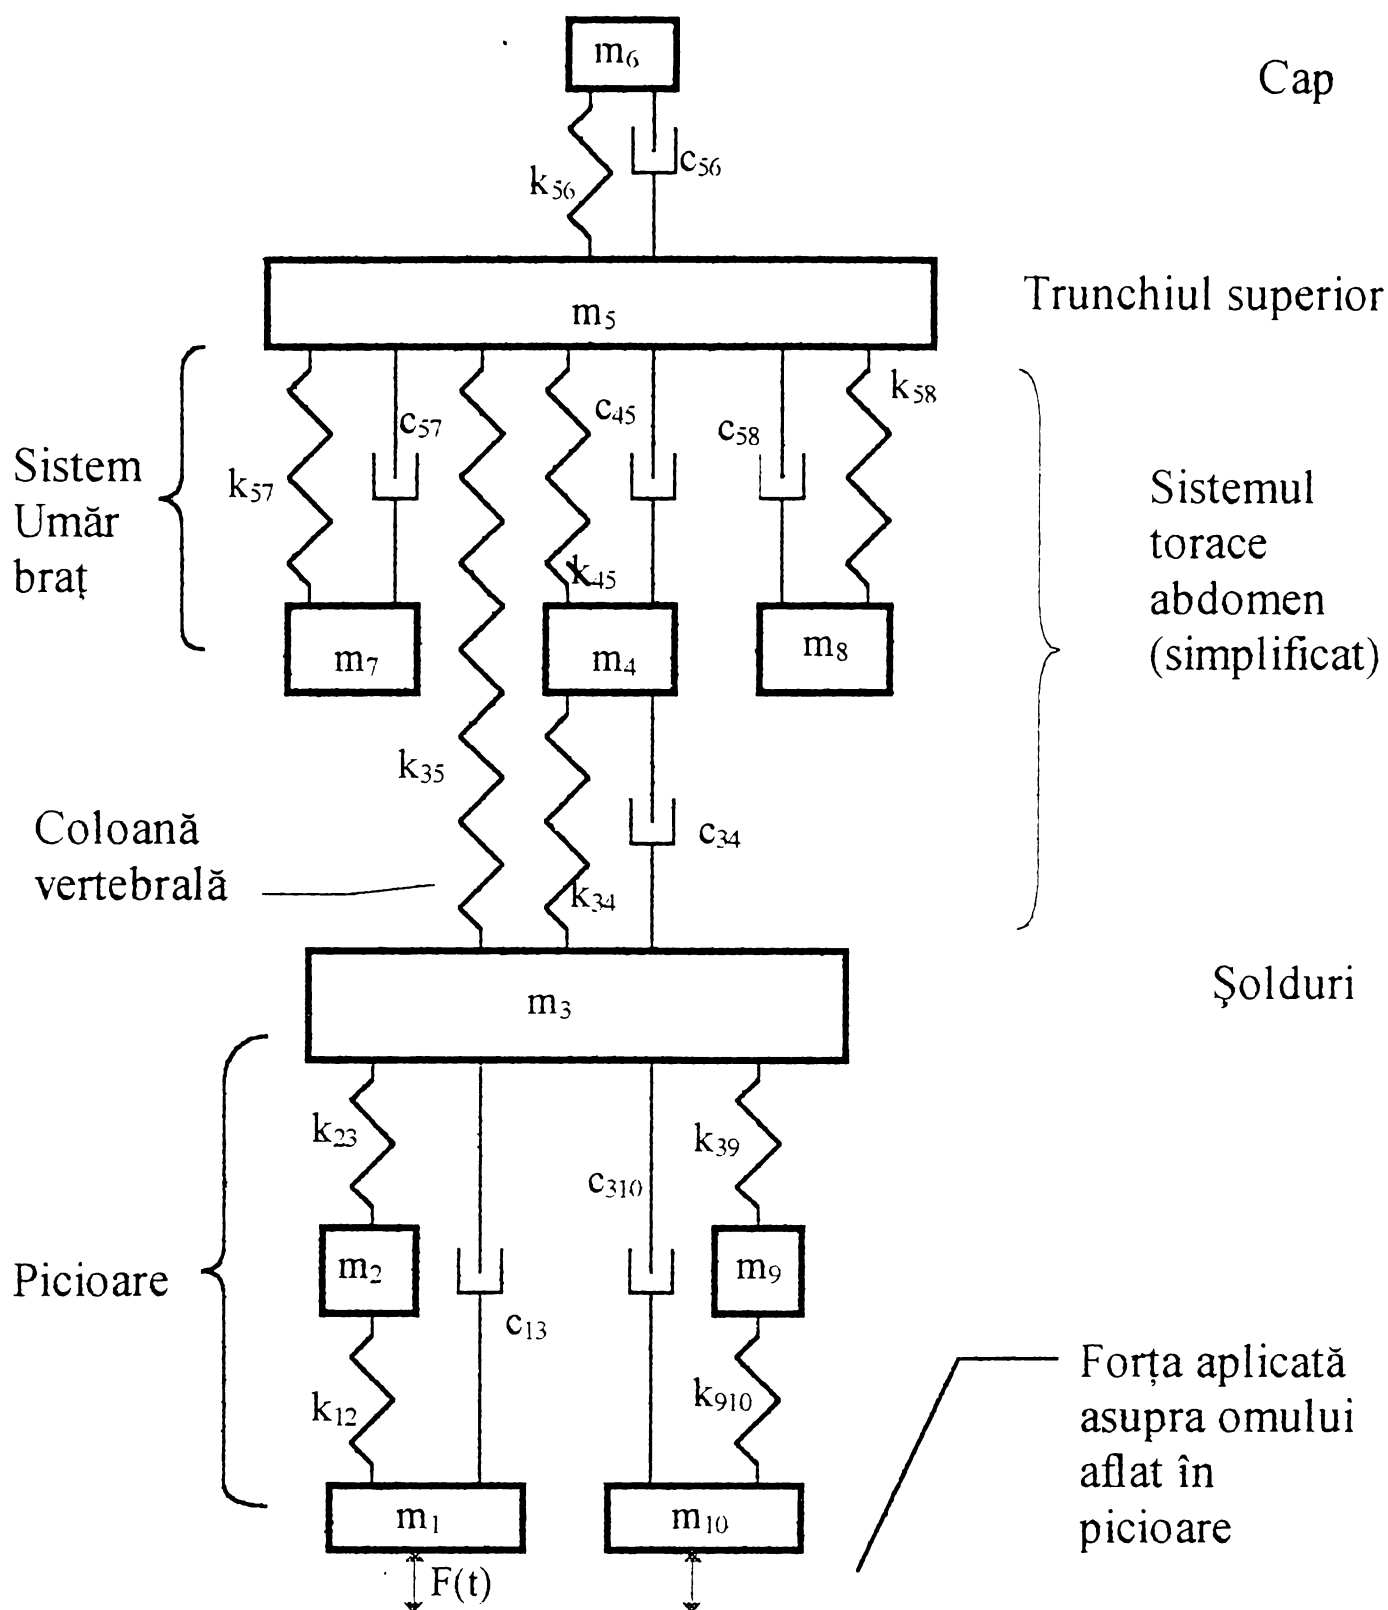 m₆
Cap
c₅₆
k₅₆
Trunchiul superior
m₅
k₅₈
c₅₇
c₄₅
c₅₈
Sistem
Umăr
braț
k₅₇
Sistemul
torace
abdomen
(simplificat)
k₄₅
m₇
m₄
m₈
k₃₅
Coloană
vertebrală
c₃₄
k₃₄
m₃
Şolduri
k₂₃
k₃₉
c₃₁₀
Picioare
m₂
m₉
c₁₃
k₁₂
k₉₁₀
Forța aplicată
asupra omului
aflat în
picioare
m₁
m₁₀
F(t)